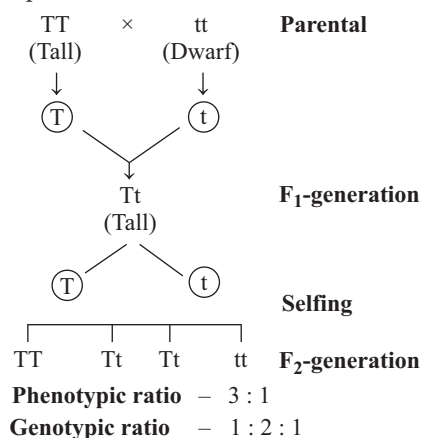 TT × tt Parental
(Tall) (Dwarf)
↓ ↓
T t
↓
Tt F₁-generation
(Tall)
T t
Selfing
TT Tt Tt tt F₂-generation
Phenotypic ratio – 3 : 1
Genotypic ratio – 1 : 2 : 1